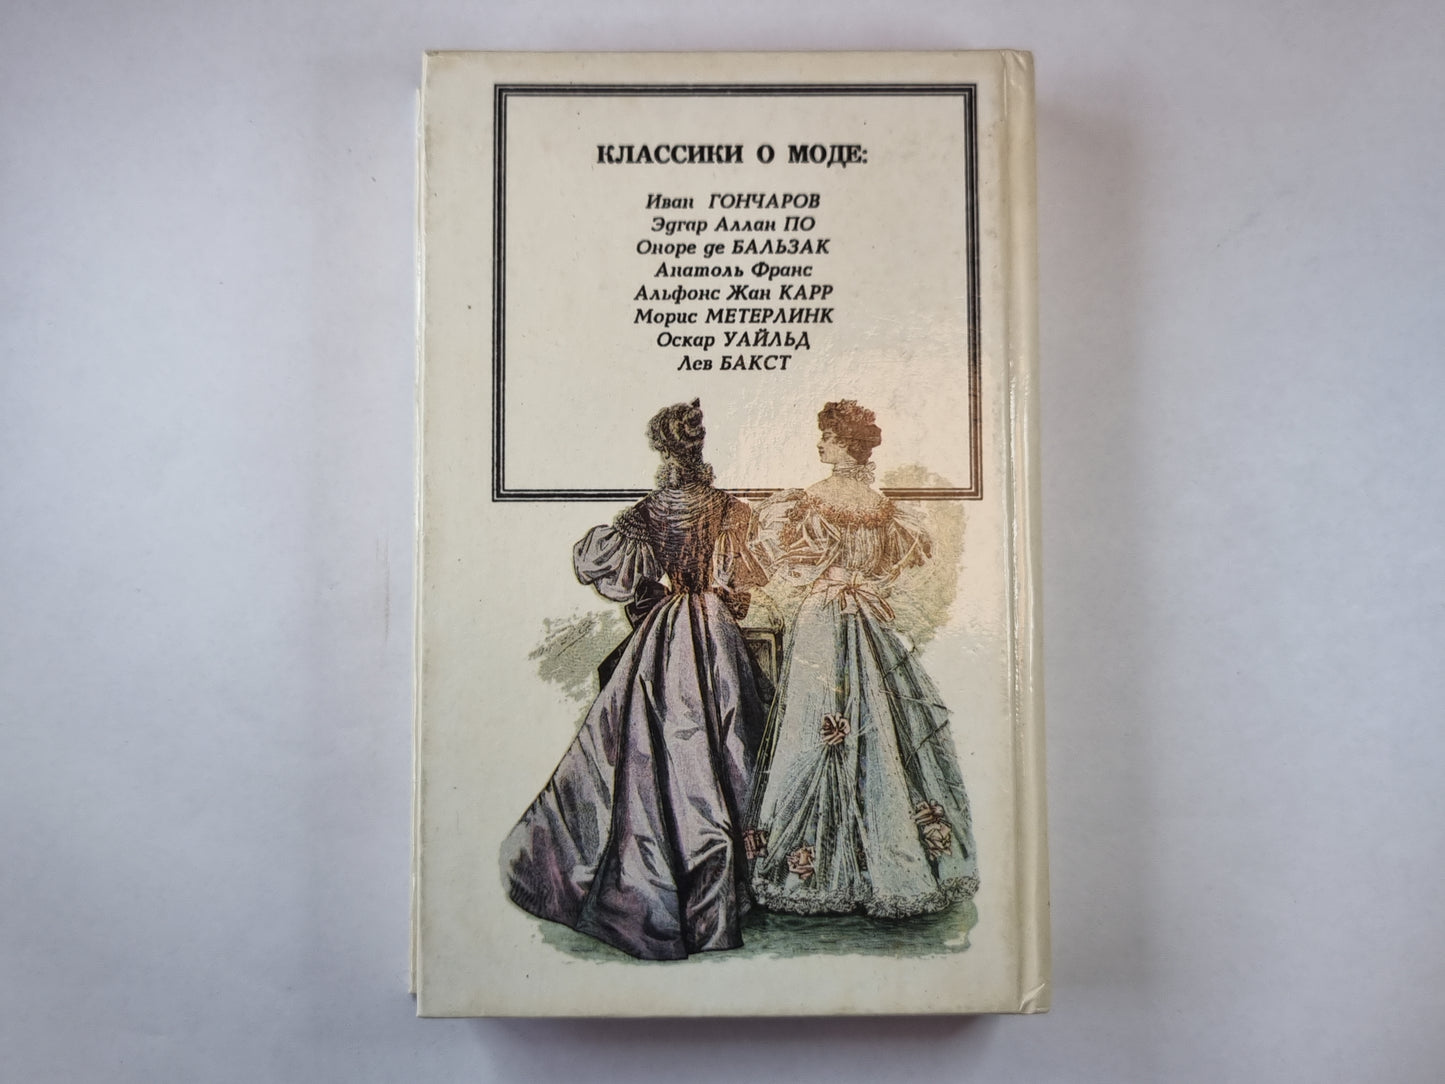 КЛАССИКИ О МОДЕ:
Иван ГОНЧАРОВ
Эдгар Аллан ПО
Оноре де БАЛЬЗАК
Анатоль Франс
Альфонс Жан КАРР
Морис МЕТЕРЛИНК
Оскар УАЙЛЬД
Лев БАКСТ